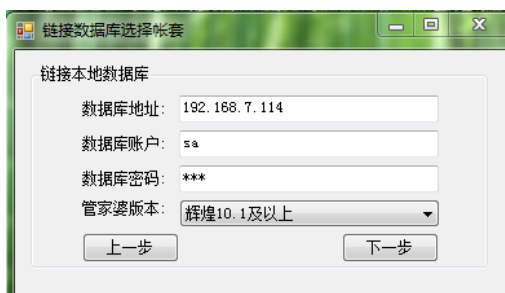 链接数据库选择帐套
链接本地数据库
数据库地址: 192.168.7.114
数据库账户: sa
数据库密码: ***
管家婆版本: 辉煌10.1及以上
上一步 下一步